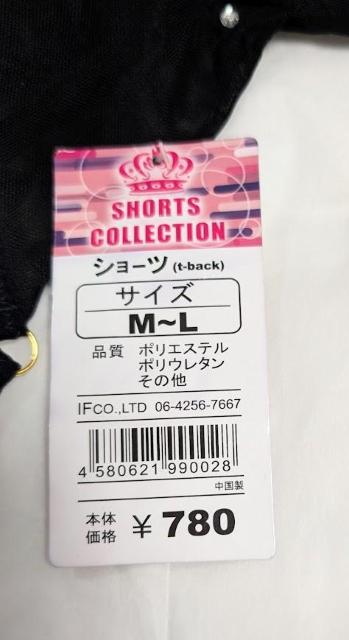 SHORTS
COLLECTION
ショーツ (t-back)
サイズ
M~L
品質 ポリエステル
ポリウレタン
その他
IFCO.,LTD 06-4256-7667
4 580621 990028
中国製
本体価格 ¥ 780